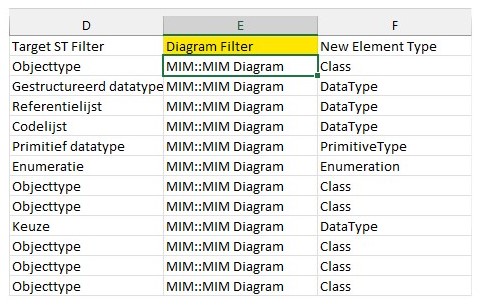 D E F
Target ST Filter Diagram Filter New Element Type
Objecttype MIM::MIM Diagram Class
Gestructureerd datatype MIM::MIM Diagram DataType
Referentielijst MIM::MIM Diagram DataType
Codelijst MIM::MIM Diagram DataType
Primitief datatype MIM::MIM Diagram PrimitiveType
Enumeratie MIM::MIM Diagram Enumeration
Objecttype MIM::MIM Diagram Class
Objecttype MIM::MIM Diagram Class
Keuze MIM::MIM Diagram DataType
Objecttype MIM::MIM Diagram Class
Objecttype MIM::MIM Diagram Class
Objecttype MIM::MIM Diagram Class